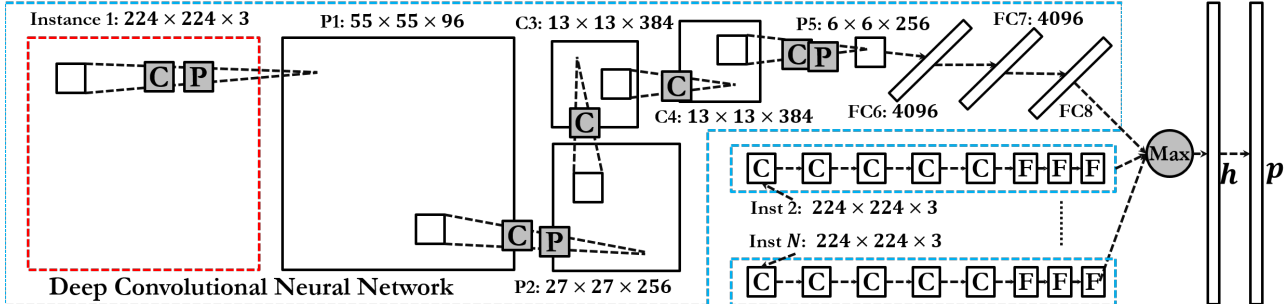 Instance 1: 224 × 224 × 3
P1: 55 × 55 × 96
C3: 13 × 13 × 384
P5: 6 × 6 × 256
FC7: 4096
C P
C
C
C P
C4: 13 × 13 × 384
FC6: 4096
FC8
C P
P2: 27 × 27 × 256
Deep Convolutional Neural Network
C C C C C F F F
Inst 2: 224 × 224 × 3
Inst N: 224 × 224 × 3
C C C C C F F F
Max
h
p